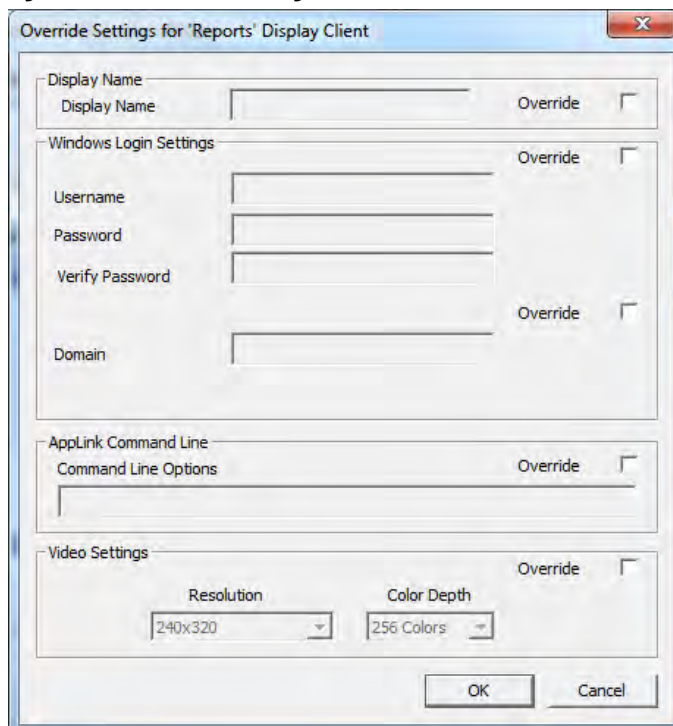 Override Settings for 'Reports' Display Client
Display Name
Display Name Override
Windows Login Settings
Override
Username
Password
Verify Password
Override
Domain
AppLink Command Line
Command Line Options Override
Video Settings
Override
Resolution Color Depth
240x320 256 Colors
OK Cancel